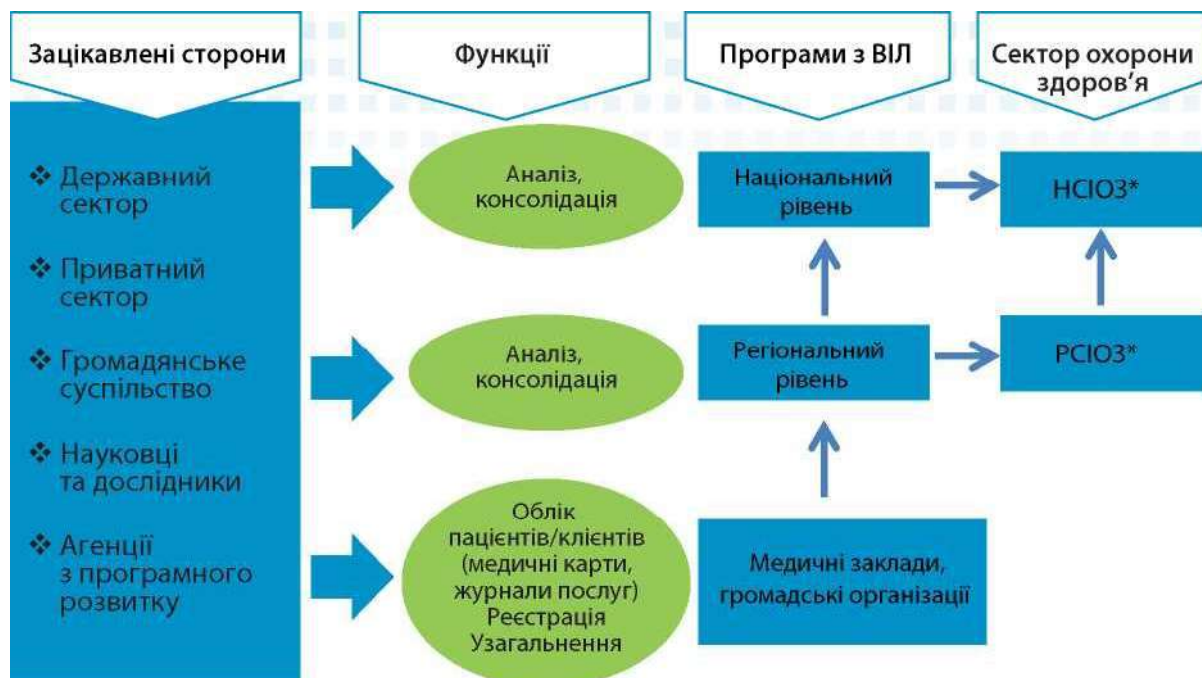 Зацікавлені сторони
Функції
Програми з ВІЛ
Сектор охорони
здоров'я
❖ Державний
сектор
❖ Приватний
сектор
❖ Громадянське
суспільство
❖ Науковці
та дослідники
❖ Агенції
з програмного
розвитку
Аналіз,
консолідація
Національний
рівень
НСІОЗ*
Аналіз,
консолідація
Регіональний
рівень
РСІОЗ*
Облік
пацієнтів/клієнтів
(медичні карти,
журнали послуг)
Реєстрація
Узагальнення
Медичні заклади,
громадські організації